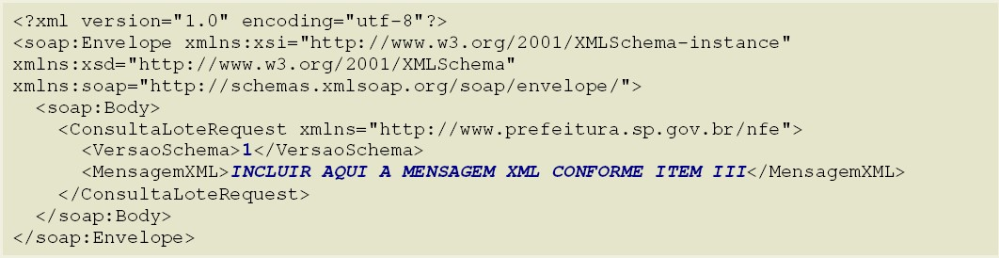 <?xml version="1.0" encoding="utf-8"?>
<soap:Envelope xmlns:xsi="http://www.w3.org/2001/XMLSchema-instance"
xmlns:xsd="http://www.w3.org/2001/XMLSchema"
xmlns:soap="http://schemas.xmlsoap.org/soap/envelope/">
  <soap:Body>
    <ConsultaLoteRequest xmlns="http://www.prefeitura.sp.gov.br/nfe">
      <VersaoSchema>1</VersaoSchema>
      <MensagemXML>INCLUIR AQUI A MENSAGEM XML CONFORME ITEM III</MensagemXML>
    </ConsultaLoteRequest>
  </soap:Body>
</soap:Envelope>